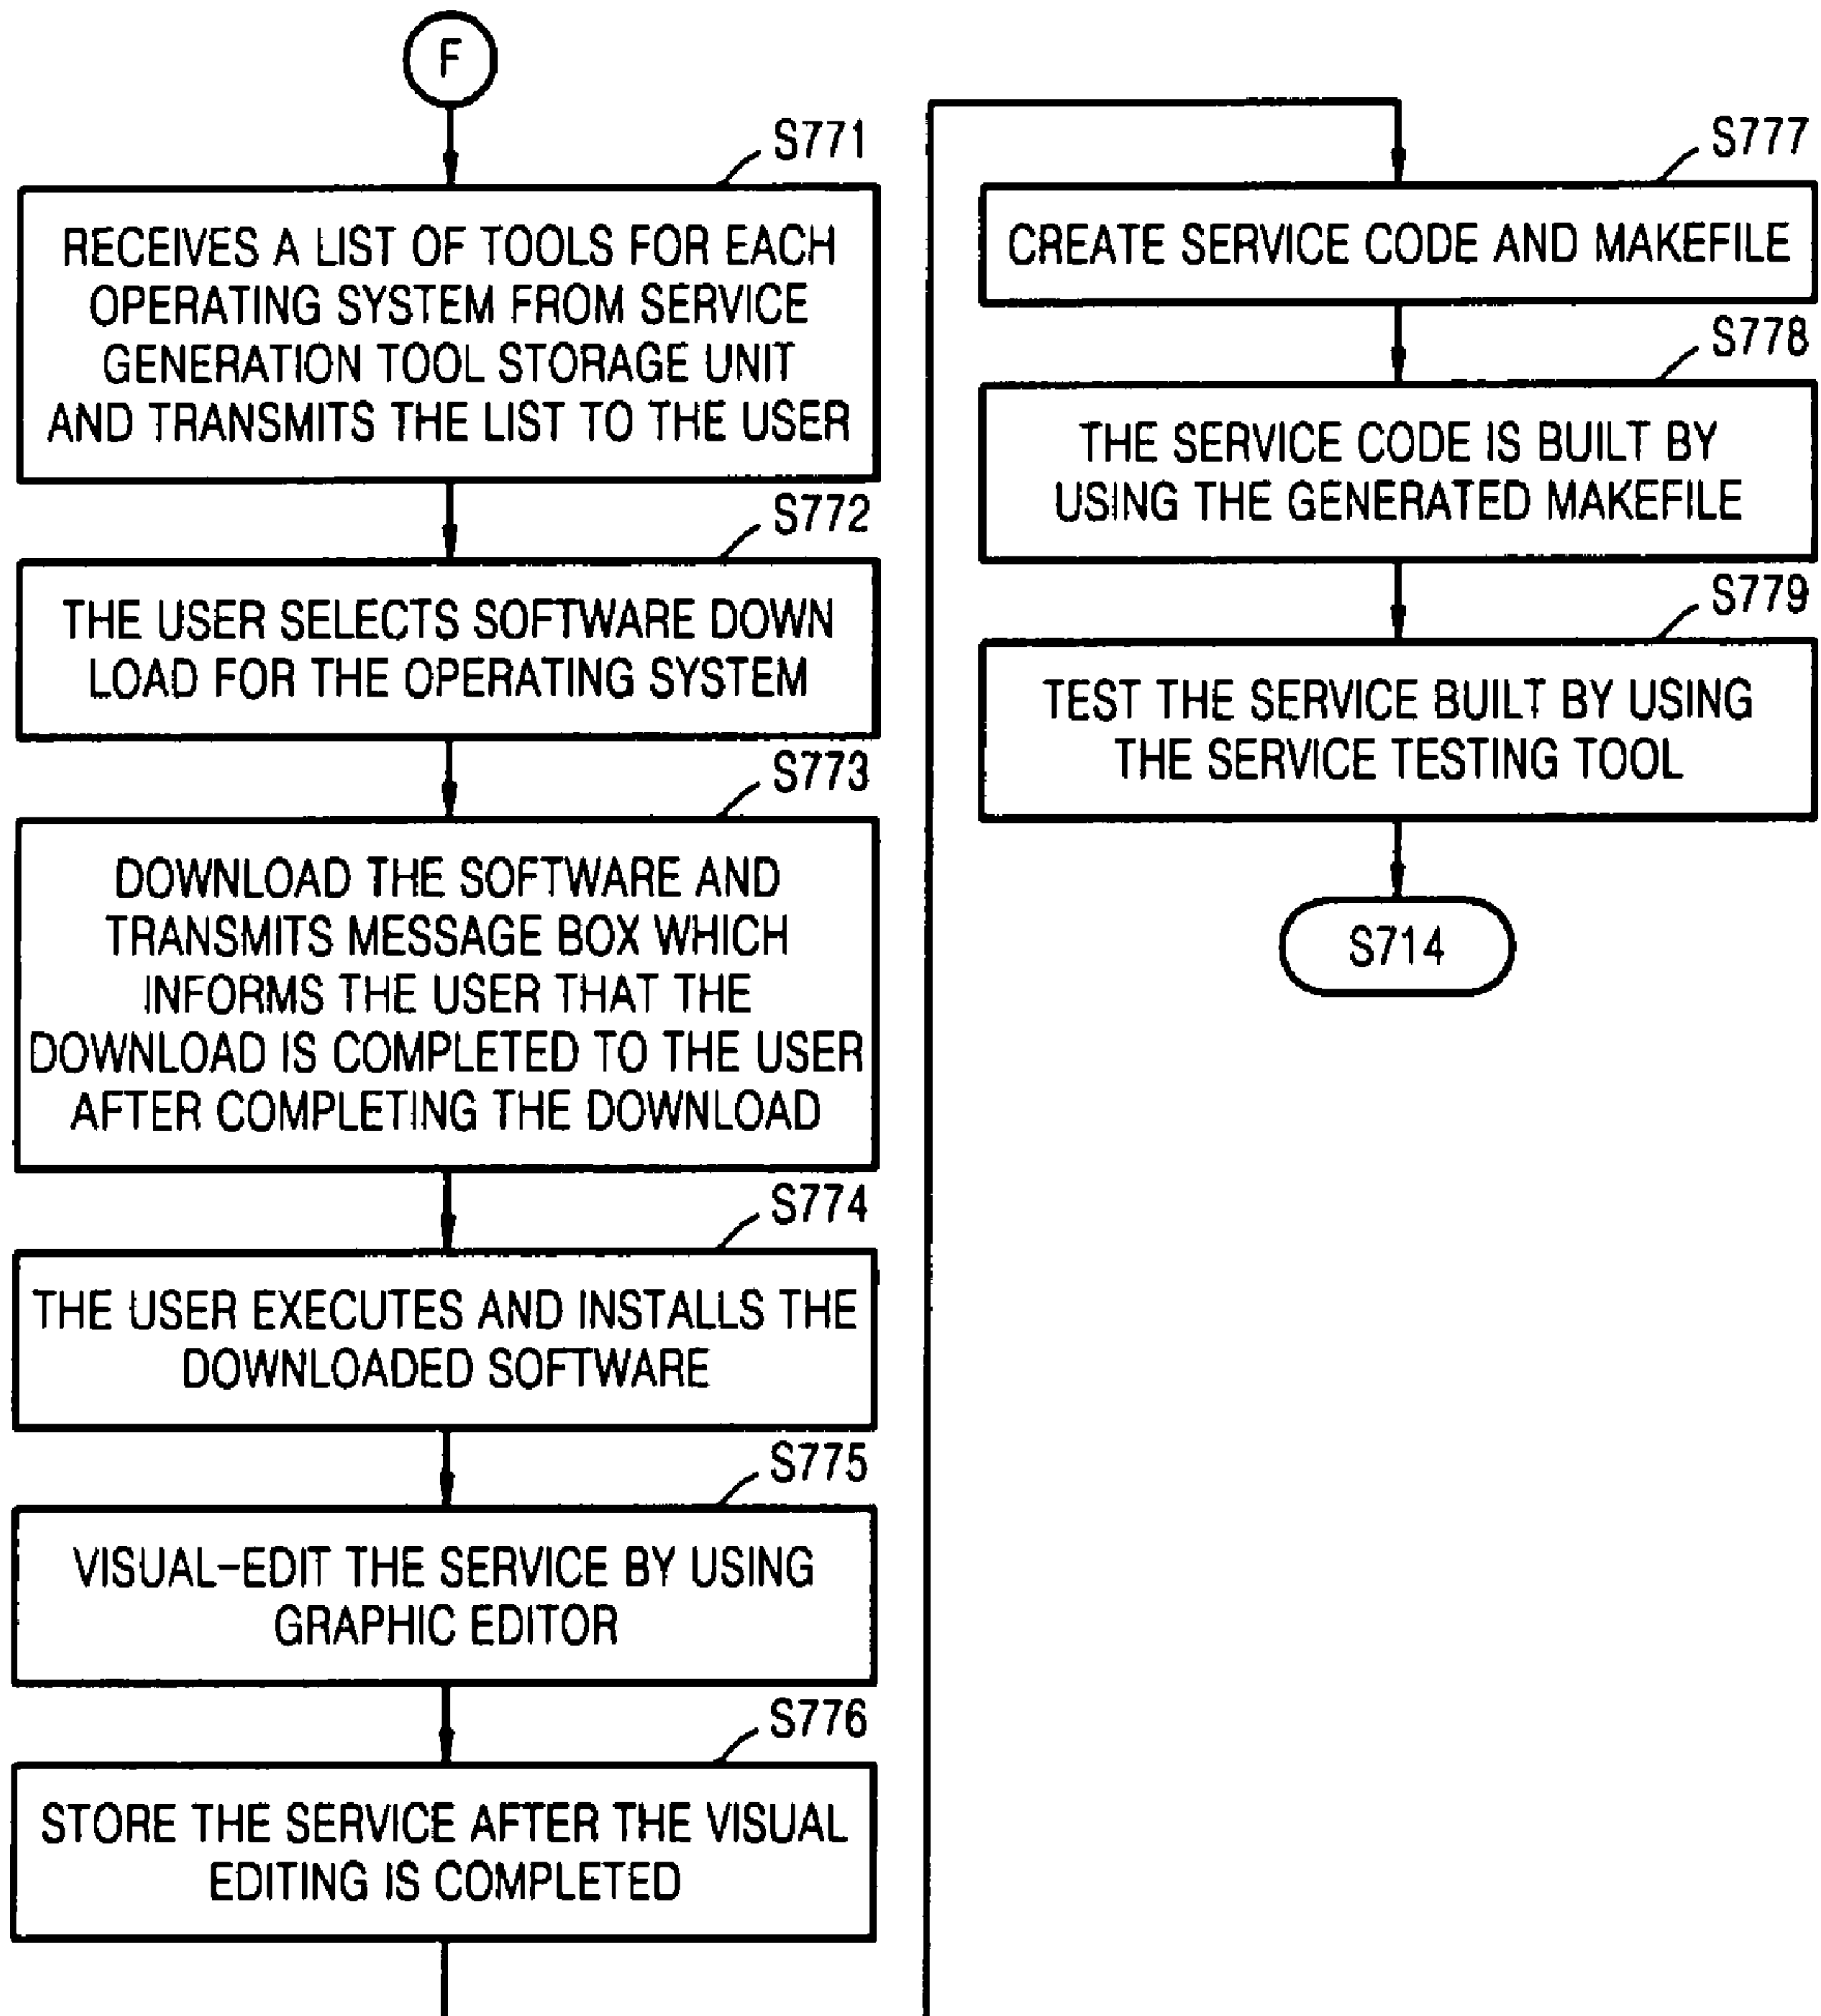 F
S771
RECEIVES A LIST OF TOOLS FOR EACH
OPERATING SYSTEM FROM SERVICE
GENERATION TOOL STORAGE UNIT
AND TRANSMITS THE LIST TO THE USER
S772
THE USER SELECTS SOFTWARE DOWN
LOAD FOR THE OPERATING SYSTEM
S773
DOWNLOAD THE SOFTWARE AND
TRANSMITS MESSAGE BOX WHICH
INFORMS THE USER THAT THE
DOWNLOAD IS COMPLETED TO THE USER
AFTER COMPLETING THE DOWNLOAD
S774
THE USER EXECUTES AND INSTALLS THE
DOWNLOADED SOFTWARE
S775
VISUAL-EDIT THE SERVICE BY USING
GRAPHIC EDITOR
S776
STORE THE SERVICE AFTER THE VISUAL
EDITING IS COMPLETED
S777
CREATE SERVICE CODE AND MAKEFILE
S778
THE SERVICE CODE IS BUILT BY
USING THE GENERATED MAKEFILE
S779
TEST THE SERVICE BUILT BY USING
THE SERVICE TESTING TOOL
S714